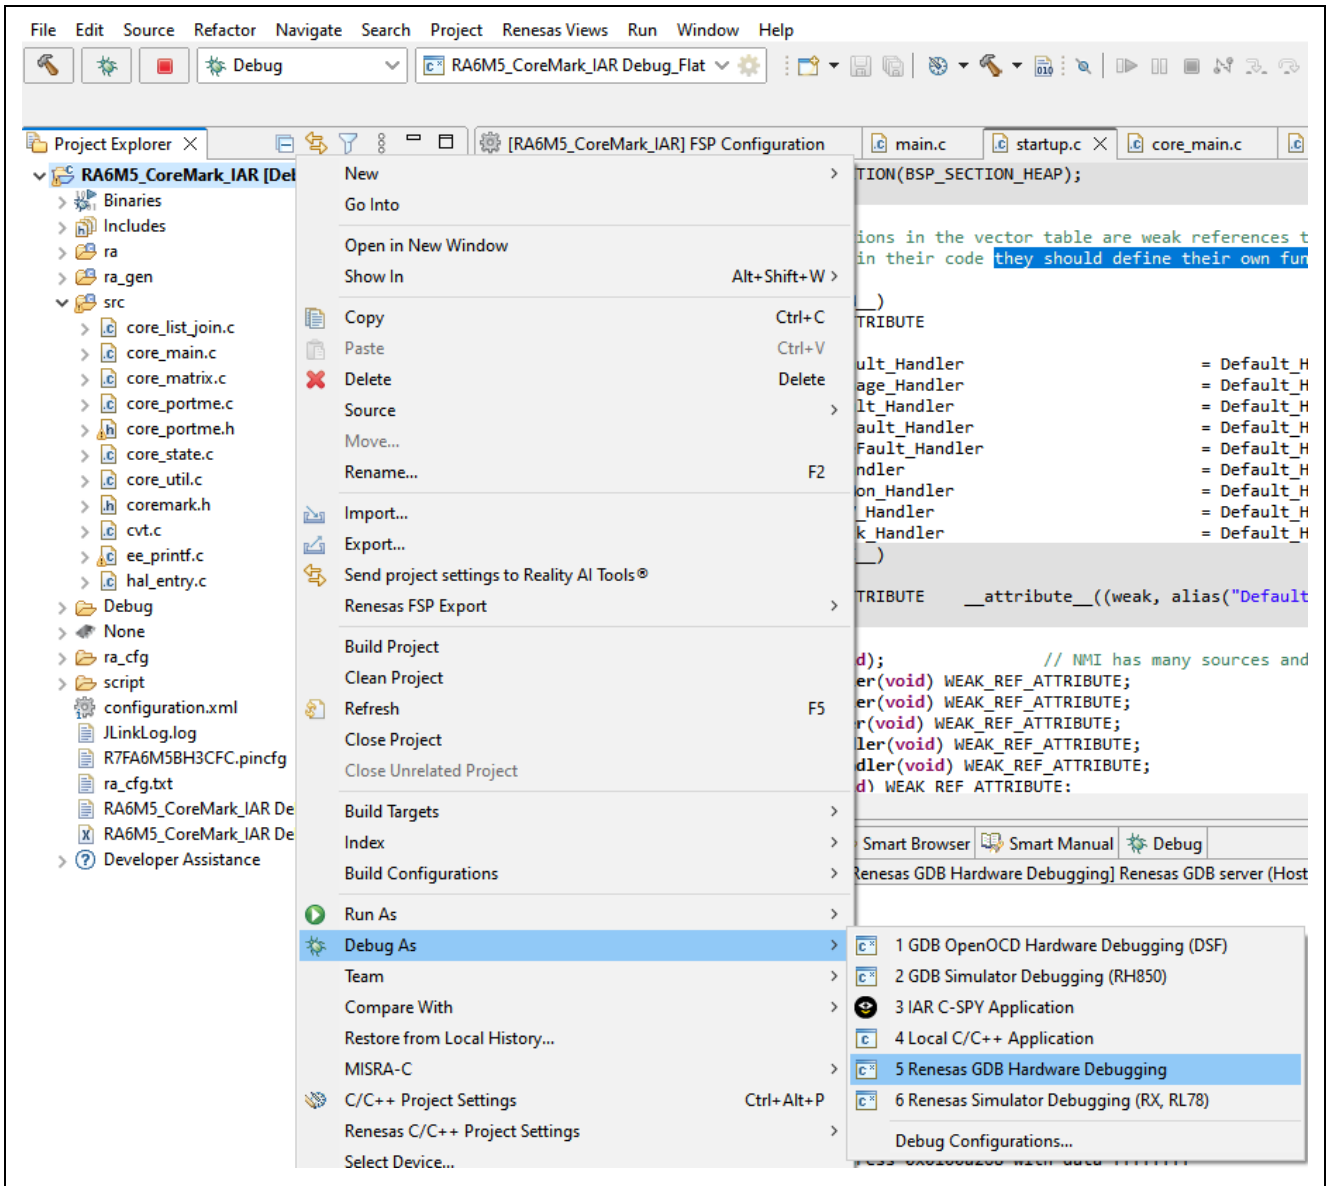 File Edit Source Refactor Navigate Search Project Renesas Views Run Window Help
Debug
RA6M5_CoreMark_IAR Debug_Flat
Project Explorer
[RA6M5_CoreMark_IAR] FSP Configuration
main.c
startup.c
core_main.c
RA6M5_CoreMark_IAR [Del
Binaries
Includes
ra
ra_gen
src
core_list_join.c
core_main.c
core_matrix.c
core_portme.c
core_portme.h
core_state.c
core_util.c
coremark.h
cvt.c
ee_printf.c
hal_entry.c
Debug
None
ra_cfg
script
configuration.xml
JLinkLog.log
R7FA6M5BH3CFC.pincfg
ra_cfg.txt
RA6M5_CoreMark_IAR De
RA6M5_CoreMark_IAR De
Developer Assistance
New
Go Into
Open in New Window
Show In Alt+Shift+W
Copy Ctrl+C
Paste Ctrl+V
Delete Delete
Source
Move...
Rename... F2
Import...
Export...
Send project settings to Reality AI Tools®
Renesas FSP Export
Build Project
Clean Project
Refresh F5
Close Project
Close Unrelated Project
Build Targets
Index
Build Configurations
Run As
Debug As
Team
Compare With
Restore from Local History...
MISRA-C
C/C++ Project Settings Ctrl+Alt+P
Renesas C/C++ Project Settings
Select Device...
TION(BSP_SECTION_HEAP);
ions in the vector table are weak references t
in their code they should define their own fun
__)
TRIBUTE
ult_Handler = Default_H
age_Handler = Default_H
lt_Handler = Default_H
ault_Handler = Default_H
Fault_Handler = Default_H
ndler = Default_H
on_Handler = Default_H
_Handler = Default_H
k_Handler = Default_H
__)
TRIBUTE __attribute__((weak, alias("Default
d); // NMI has many sources and
er(void) WEAK_REF_ATTRIBUTE;
er(void) WEAK_REF_ATTRIBUTE;
r(void) WEAK_REF_ATTRIBUTE;
ler(void) WEAK_REF_ATTRIBUTE;
dler(void) WEAK_REF_ATTRIBUTE;
d) WEAK_REF_ATTRIBUTE;
Smart Browser
Smart Manual
Debug
Renesas GDB Hardware Debugging] Renesas GDB server (Host
1 GDB OpenOCD Hardware Debugging (DSF)
2 GDB Simulator Debugging (RH850)
3 IAR C-SPY Application
4 Local C/C++ Application
5 Renesas GDB Hardware Debugging
6 Renesas Simulator Debugging (RX, RL78)
Debug Configurations...